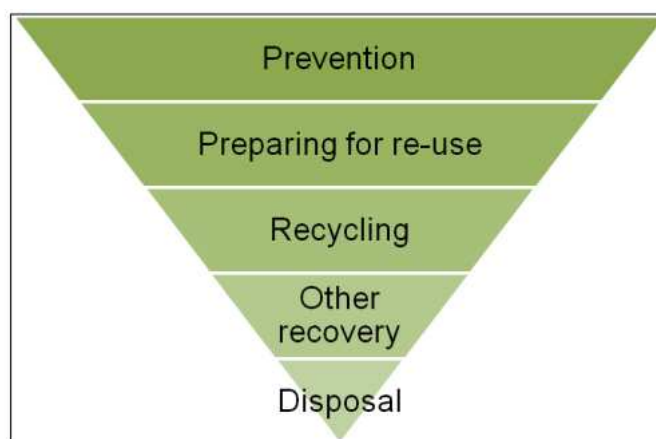 Prevention
Preparing for re-use
Recycling
Other
recovery
Disposal